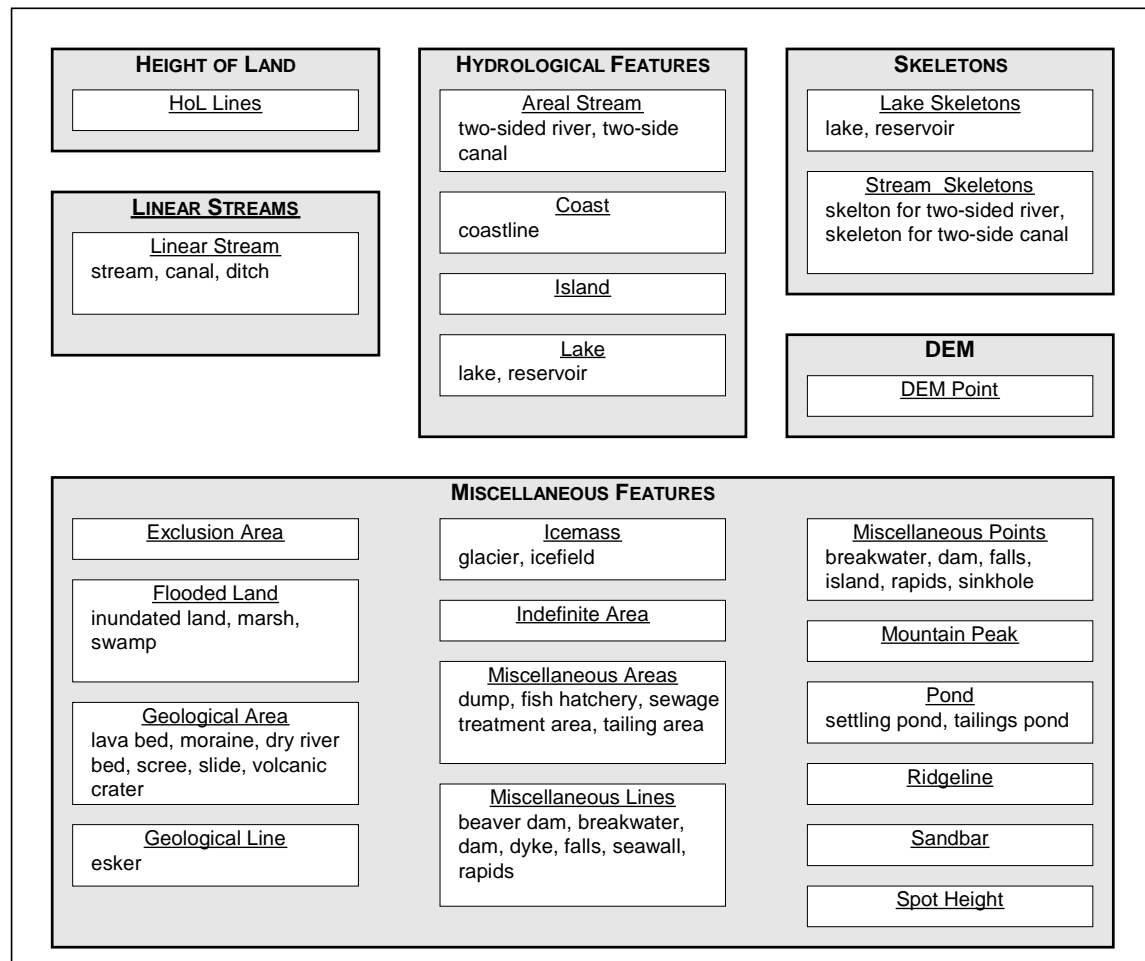 HEIGHT OF LAND
HoL Lines
LINEAR STREAMS
Linear Stream
stream, canal, ditch
HYDROLOGICAL FEATURES
Areal Stream
two-sided river, two-side
canal
Coast
coastline
Island
Lake
lake, reservoir
SKELETONS
Lake Skeletons
lake, reservoir
Stream Skeletons
skelton for two-sided river,
skeleton for two-side canal
DEM
DEM Point
MISCELLANEOUS FEATURES
Exclusion Area
Flooded Land
inundated land, marsh,
swamp
Geological Area
lava bed, moraine, dry river
bed, scree, slide, volcanic
crater
Geological Line
esker
Icemass
glacier, icefield
Indefinite Area
Miscellaneous Areas
dump, fish hatchery, sewage
treatment area, tailing area
Miscellaneous Lines
beaver dam, breakwater,
dam, dyke, falls, seawall,
rapids
Miscellaneous Points
breakwater, dam, falls,
island, rapids, sinkhole
Mountain Peak
Pond
settling pond, tailings pond
Ridgeline
Sandbar
Spot Height